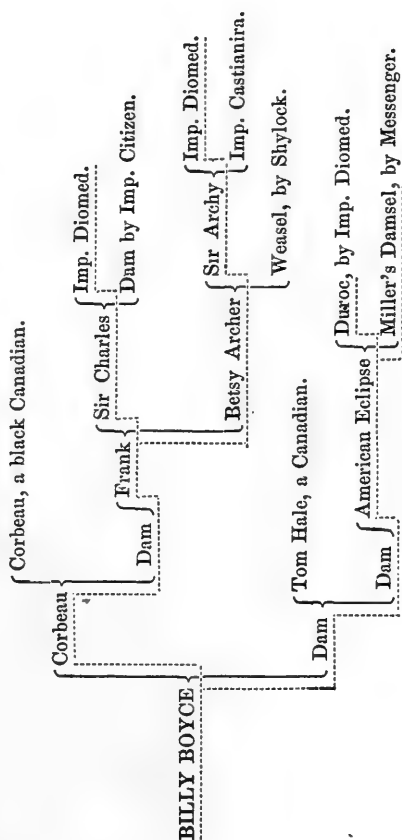 Corbeau, a black Canadian.
Corbeau
Imp. Diomed.
Sir Charles
Frank
Dum by Imp. Citizen.
Dam
BILLY BOYCE
Imp. Diomed.
Sir Archy
Betsy Archer
Imp. Castianira.
Weasel, by Shylock.
Tom Hale, a Canadian.
Dam
Duroc, by Imp. Diomed.
American Eclipse
Dam
Miller's Damsel, by Messenger.